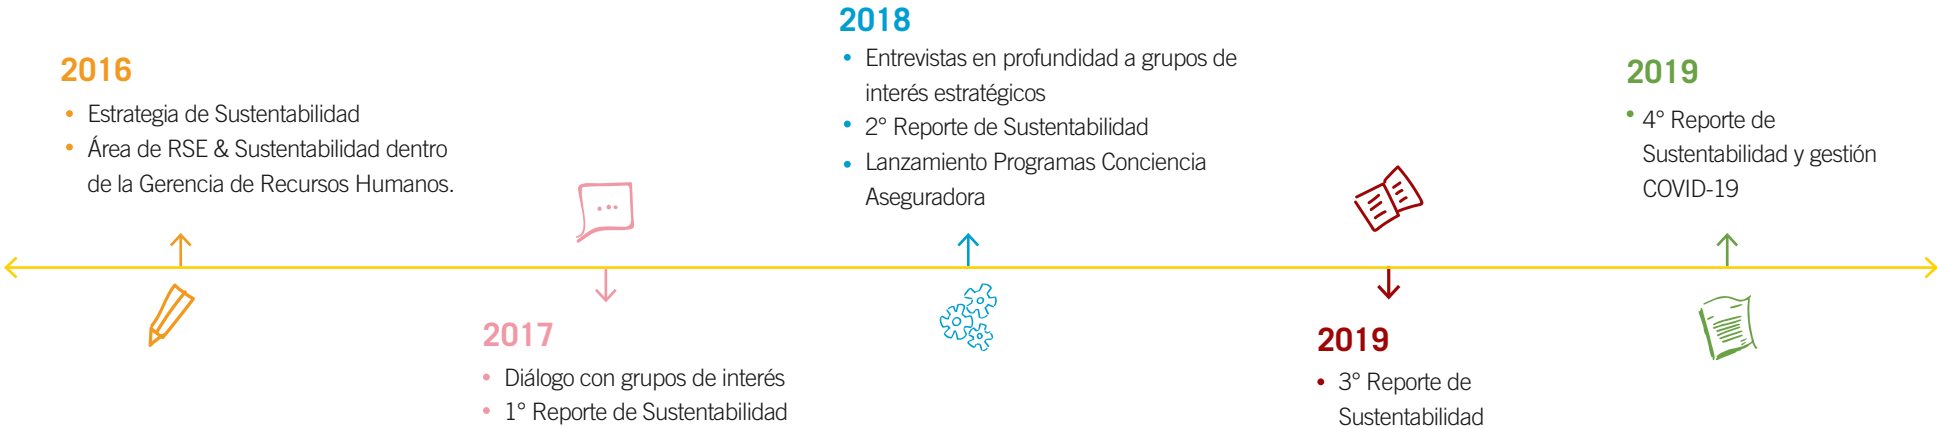 2016
• Estrategia de Sustentabilidad
• Área de RSE & Sustentabilidad dentro
de la Gerencia de Recursos Humanos.
2017
• Diálogo con grupos de interés
• 1° Reporte de Sustentabilidad
2018
• Entrevistas en profundidad a grupos de
interés estratégicos
• 2° Reporte de Sustentabilidad
• Lanzamiento Programas Conciencia
Aseguradora
2019
• 3° Reporte de
Sustentabilidad
2019
• 4° Reporte de
Sustentabilidad y gestión
COVID-19